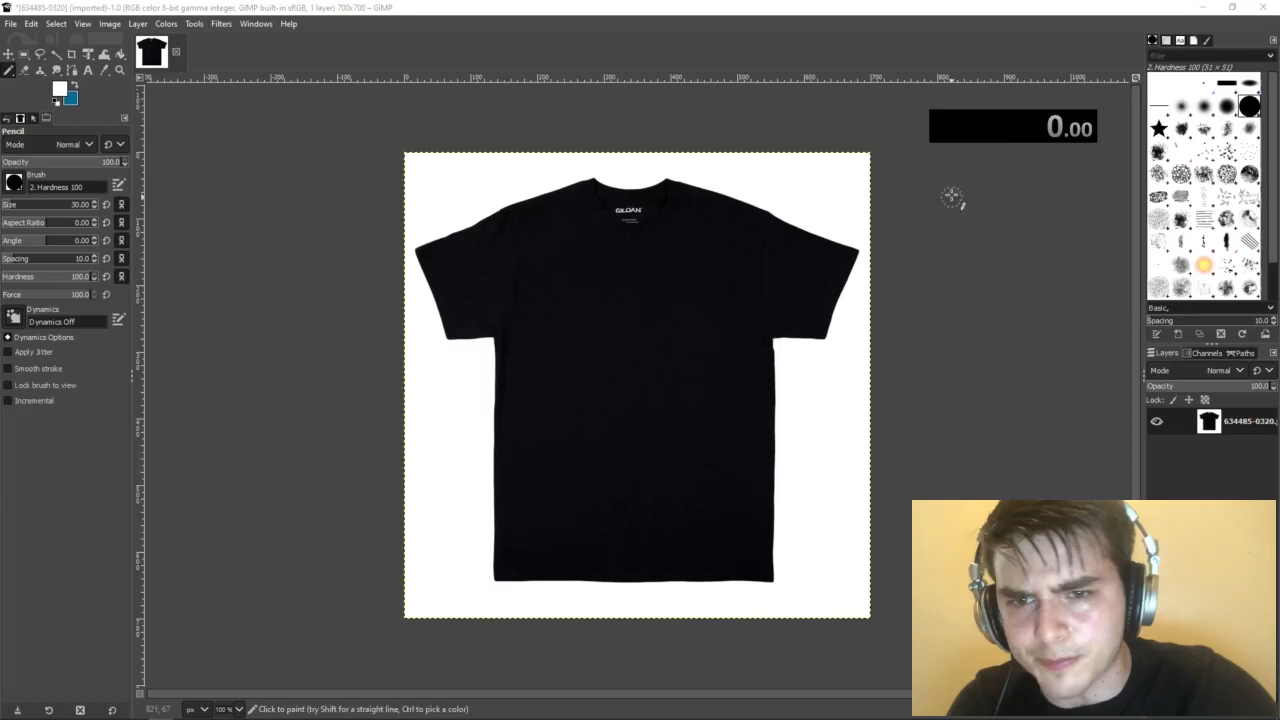 *[634485-0320] (imported)-1.0 (RGB color 8-bit gamma integer, GIMP built-in sRGB, 1 layer) 700x700 – GIMP
File Edit Select View Image Layer Colors Tools Filters Windows Help
0.00
Pencil
Mode Normal
Opacity 100.0
Brush
2. Hardness 100
Size 30.00
Aspect Ratio 0.00
Angle 0.00
Spacing 10.0
Hardness 100.0
Force 100.0
Dynamics
Dynamics Off
Dynamics Options
Apply Jitter
Smooth stroke
Lock brush to view
Incremental
GILDAN
filter
2. Hardness 100 (51 × 51)
Basic,
Spacing 10.0
Layers Channels Paths
Mode Normal
Opacity 100.0
Lock:
634485-0320.
821, 67 px 100 % Click to paint (try Shift for a straight line, Ctrl to pick a color)